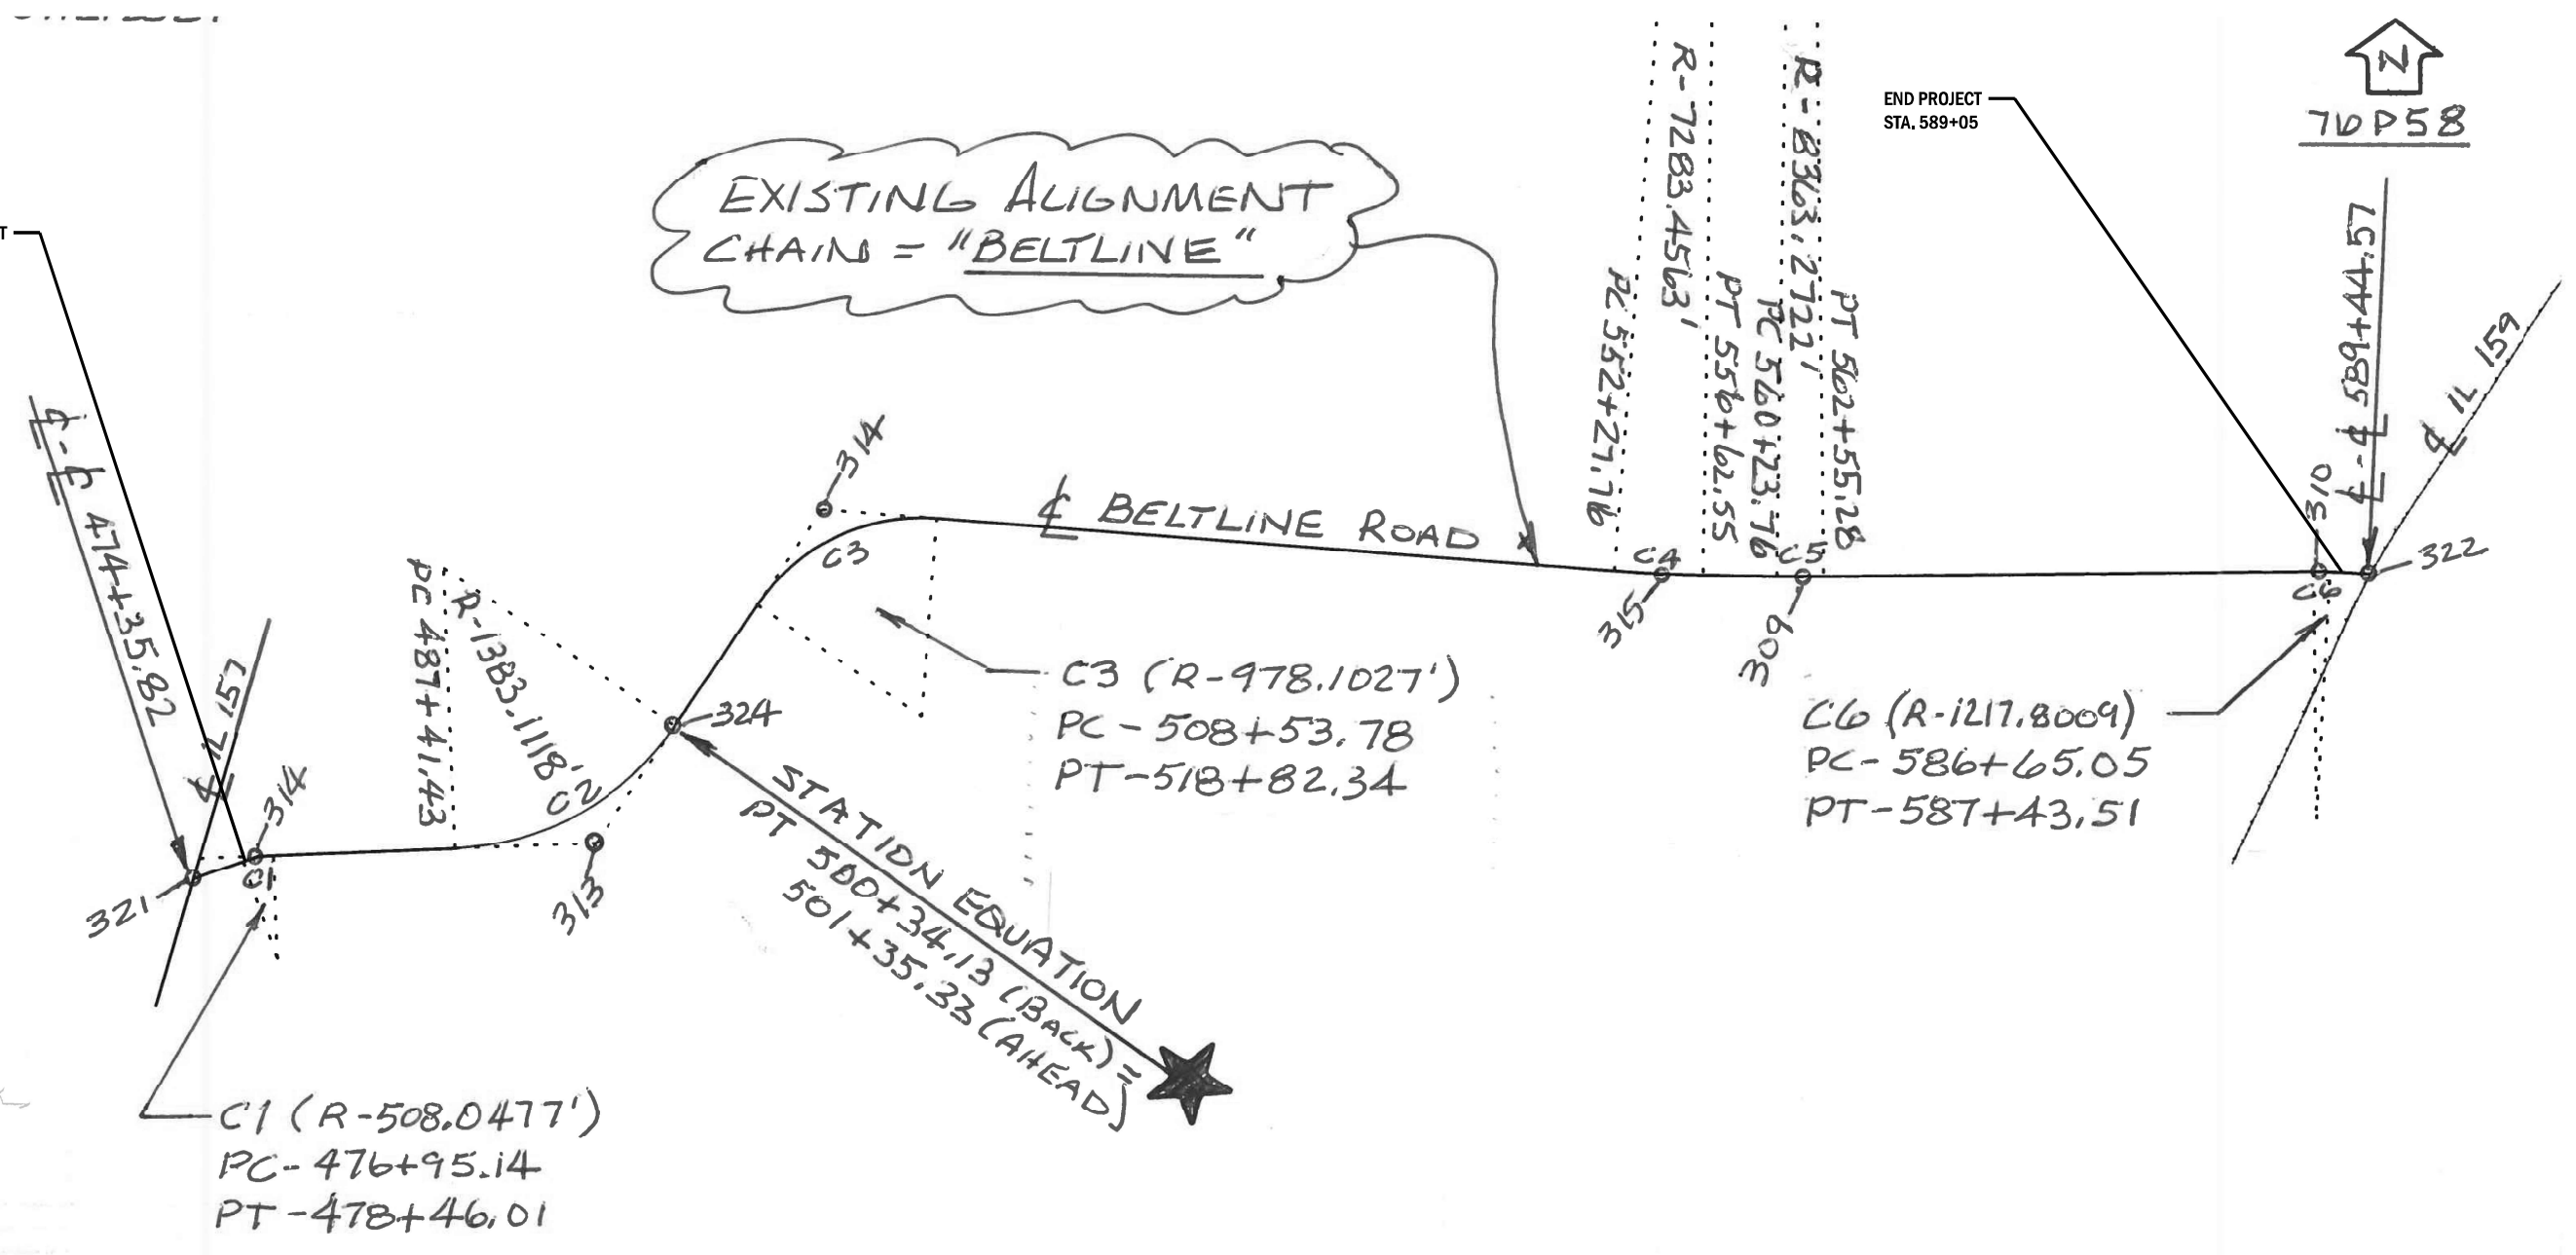 END PROJECT
STA. 589+05
N
76P58
EXISTING ALIGNMENT
CHAIN = "BELTLINE"
R-7283.4563'
PC 552+27.76
PT 556+62.55
R-8363.2722'
PC 560+23.76
PT 562+55.28
℄-℄ 589+44.57
℄ IL 159
310
322
C6
314
C3
℄ BELTLINE ROAD
C4
C5
315
309
℄-℄ 474+35.82
℄ IL 157
PC 487+41.43
R-1383.1118'
C2
324
314
C1
321
313
C3 (R-978.1027')
PC-508+53.78
PT-518+82.34
C6 (R-1217.8009)
PC-586+65.05
PT-587+43.51
STATION EQUATION
PT 500+34.13 (BACK) =
501+35.33 (AHEAD)
C1 (R-508.0477')
PC-476+95.14
PT-478+46.01